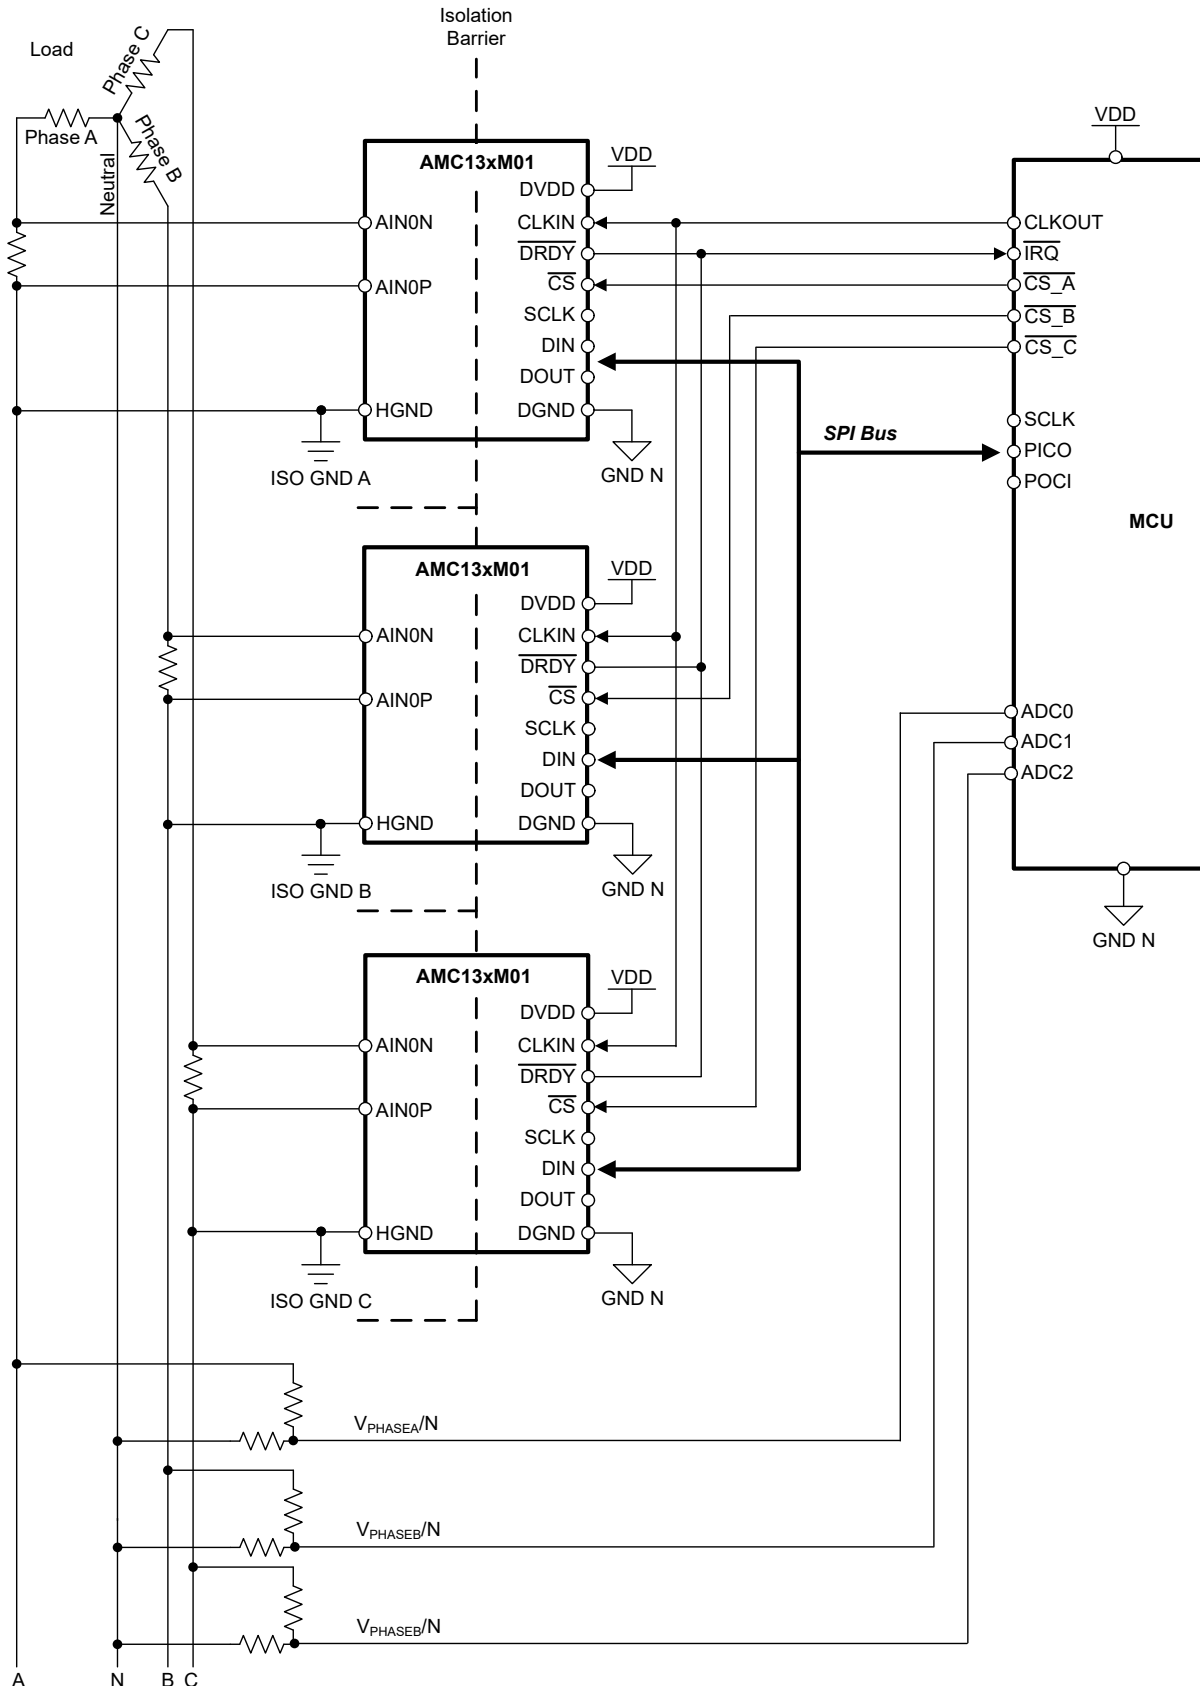 Isolation
Barrier
Load
Phase C
Phase A
Phase B
Neutral
VDD
AMC13xM01
VDD
DVDD
AIN0N
CLKIN
CLKOUT
DRDY
IRQ
AIN0P
CS
CS_A
SCLK
CS_B
DIN
CS_C
DOUT
HGND
DGND
SCLK
SPI Bus
PICO
ISO GND A
GND N
POCI
MCU
AMC13xM01
VDD
DVDD
AIN0N
CLKIN
DRDY
AIN0P
CS
SCLK
ADC0
ADC1
DIN
ADC2
DOUT
HGND
DGND
ISO GND B
GND N
GND N
AMC13xM01
VDD
DVDD
AIN0N
CLKIN
DRDY
AIN0P
CS
SCLK
DIN
DOUT
HGND
DGND
ISO GND C
GND N
VPHASEA/N
VPHASEB/N
VPHASEB/N
A N B C